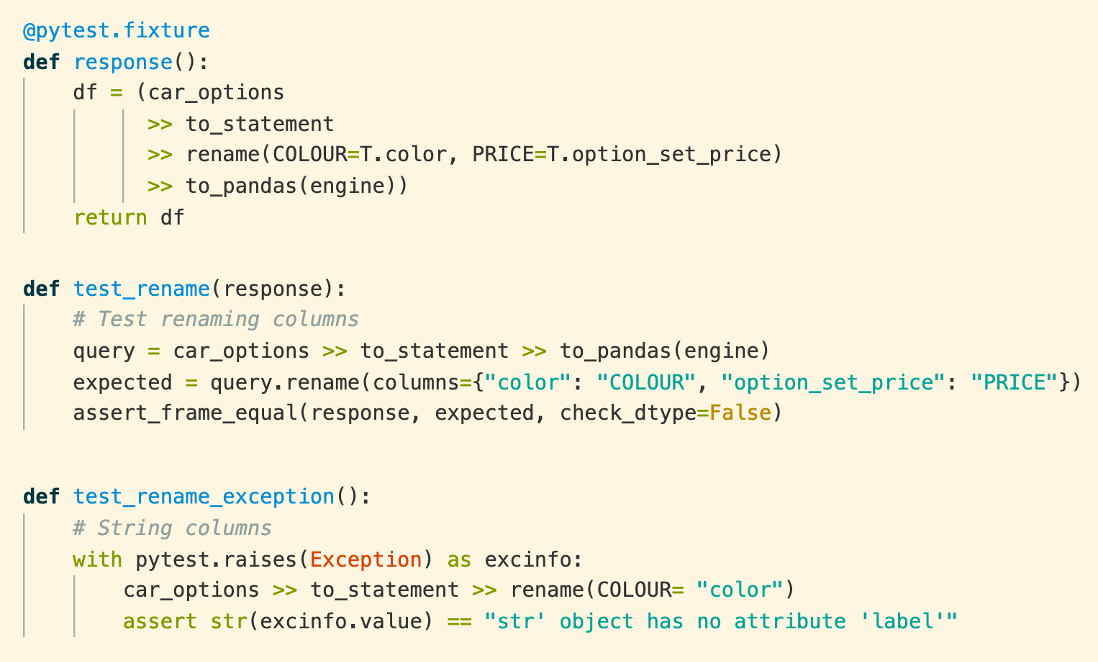 @pytest.fixture
def response():
    df = (car_options
          >> to_statement
          >> rename(COLOUR=T.color, PRICE=T.option_set_price)
          >> to_pandas(engine))
    return df
def test_rename(response):
    # Test renaming columns
    query = car_options >> to_statement >> to_pandas(engine)
    expected = query.rename(columns={"color": "COLOUR", "option_set_price": "PRICE"})
    assert_frame_equal(response, expected, check_dtype=False)
def test_rename_exception():
    # String columns
    with pytest.raises(Exception) as excinfo:
        car_options >> to_statement >> rename(COLOUR= "color")
        assert str(excinfo.value) == "str' object has no attribute 'label'"